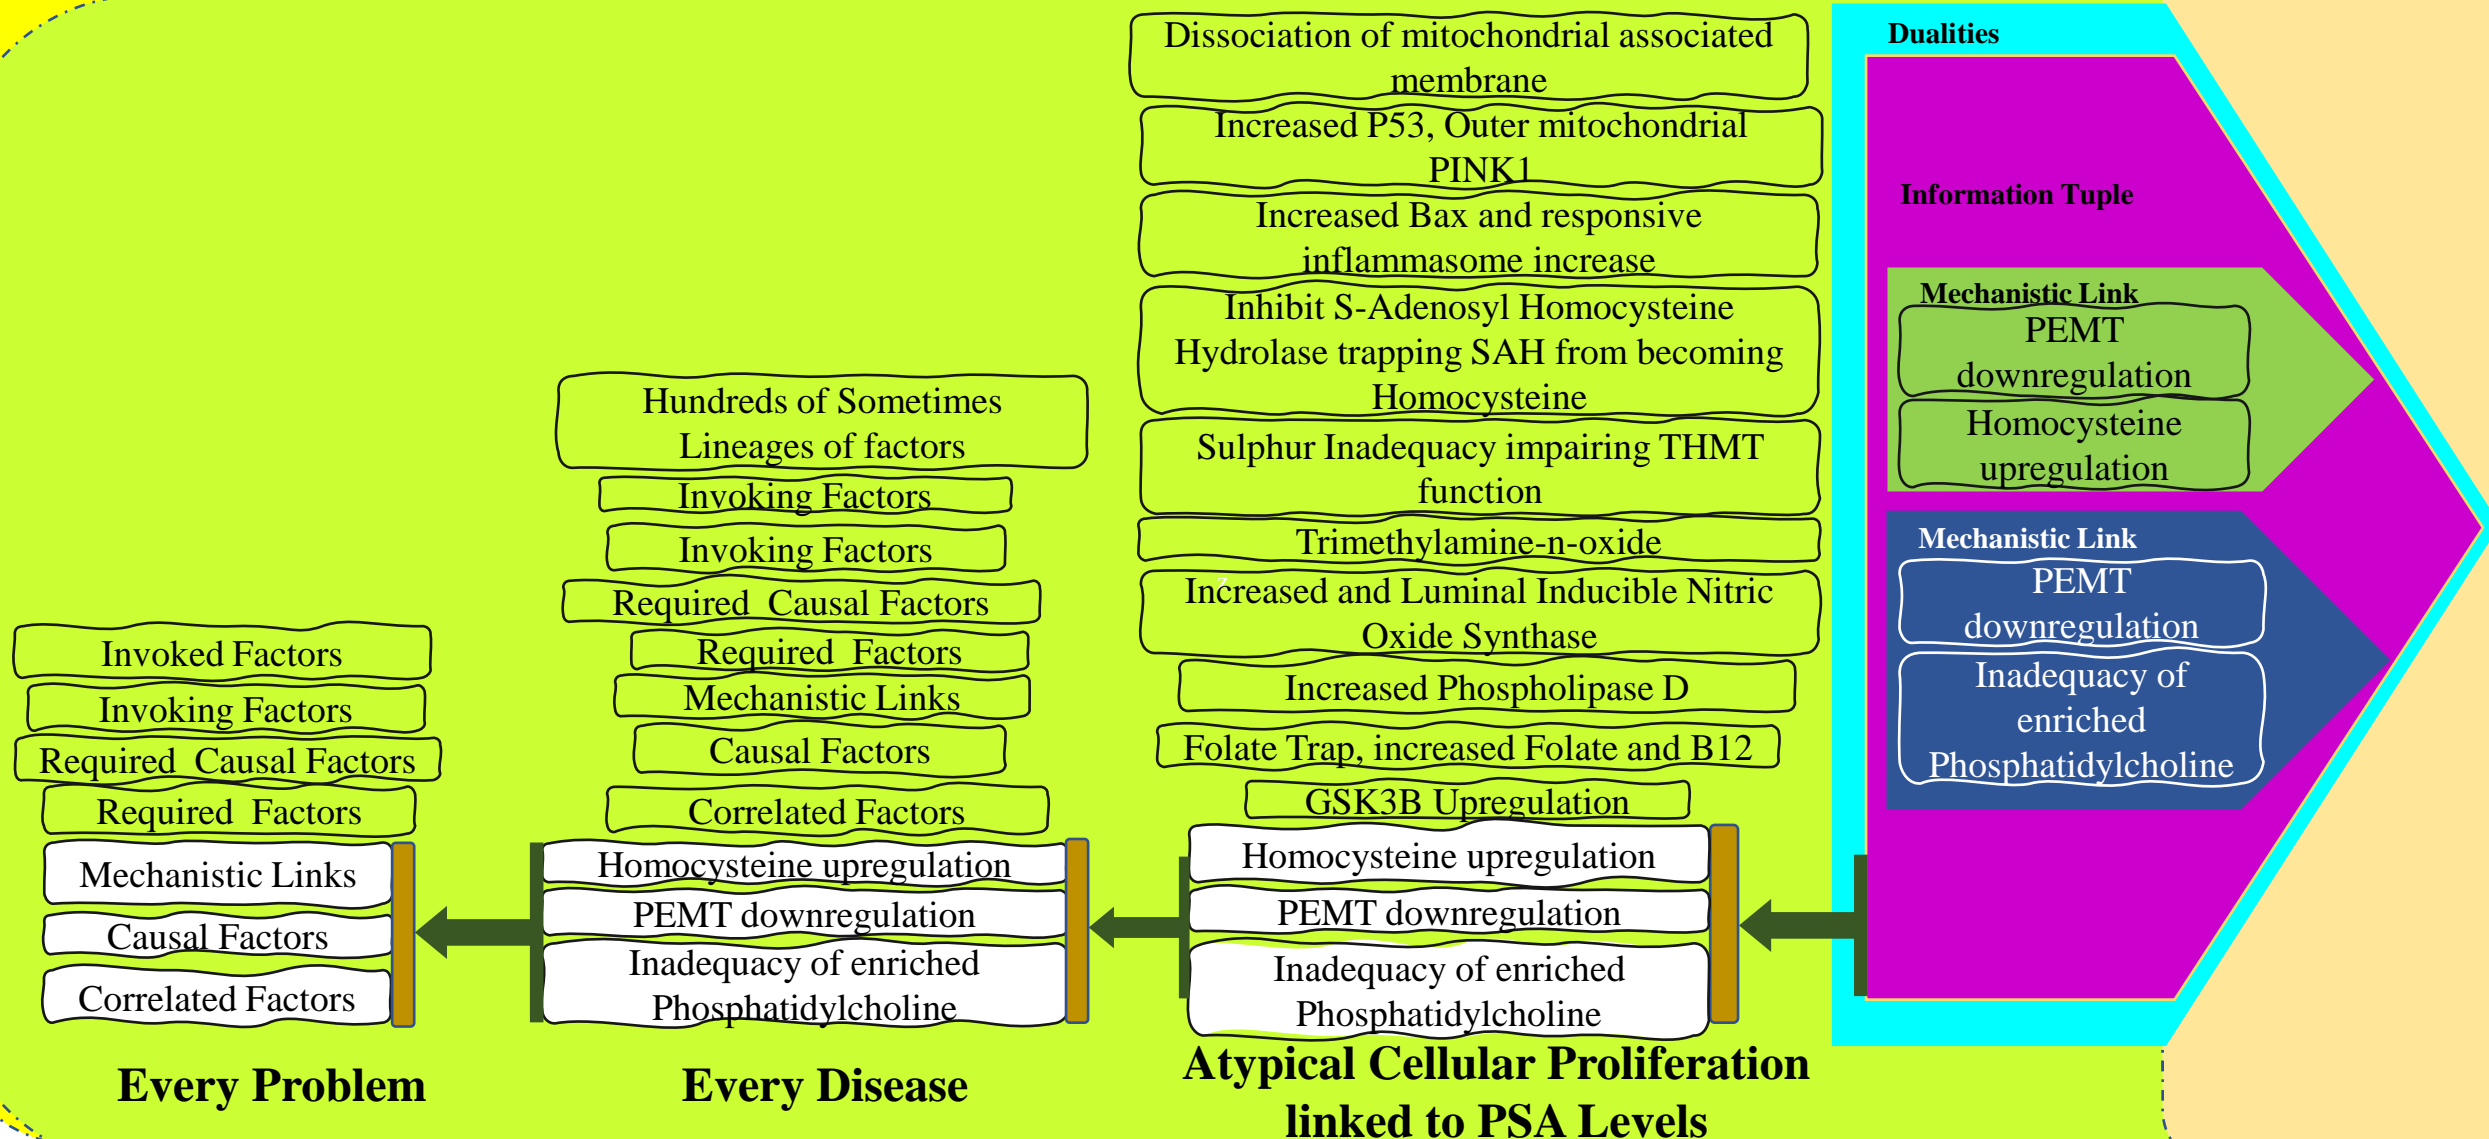 Invoked Factors
Invoking Factors
Required  Causal Factors
Required  Factors
Mechanistic Links
Causal Factors
Correlated Factors
Every Problem
Hundreds of Sometimes
Lineages of factors
Invoking Factors
Invoking Factors
Required  Causal Factors
Required  Factors
Mechanistic Links
Causal Factors
Correlated Factors
Homocysteine upregulation
PEMT downregulation
Inadequacy of enriched
Phosphatidylcholine
Every Disease
Dissociation of mitochondrial associated
membrane
Increased P53, Outer mitochondrial
PINK1
Increased Bax and responsive
inflammasome increase
Inhibit S-Adenosyl Homocysteine
Hydrolase trapping SAH from becoming
Homocysteine
Sulphur Inadequacy impairing THMT
function
Trimethylamine-n-oxide
z
Increased and Luminal Inducible Nitric
Oxide Synthase
Increased Phospholipase D
Folate Trap, increased Folate and B12
GSK3B Upregulation
Homocysteine upregulation
PEMT downregulation
Inadequacy of enriched
Phosphatidylcholine
Atypical Cellular Proliferation
linked to PSA Levels
Dualities
Information Tuple
Mechanistic Link
PEMT
downregulation
Homocysteine
upregulation
Mechanistic Link
PEMT
downregulation
Inadequacy of
enriched
Phosphatidylcholine